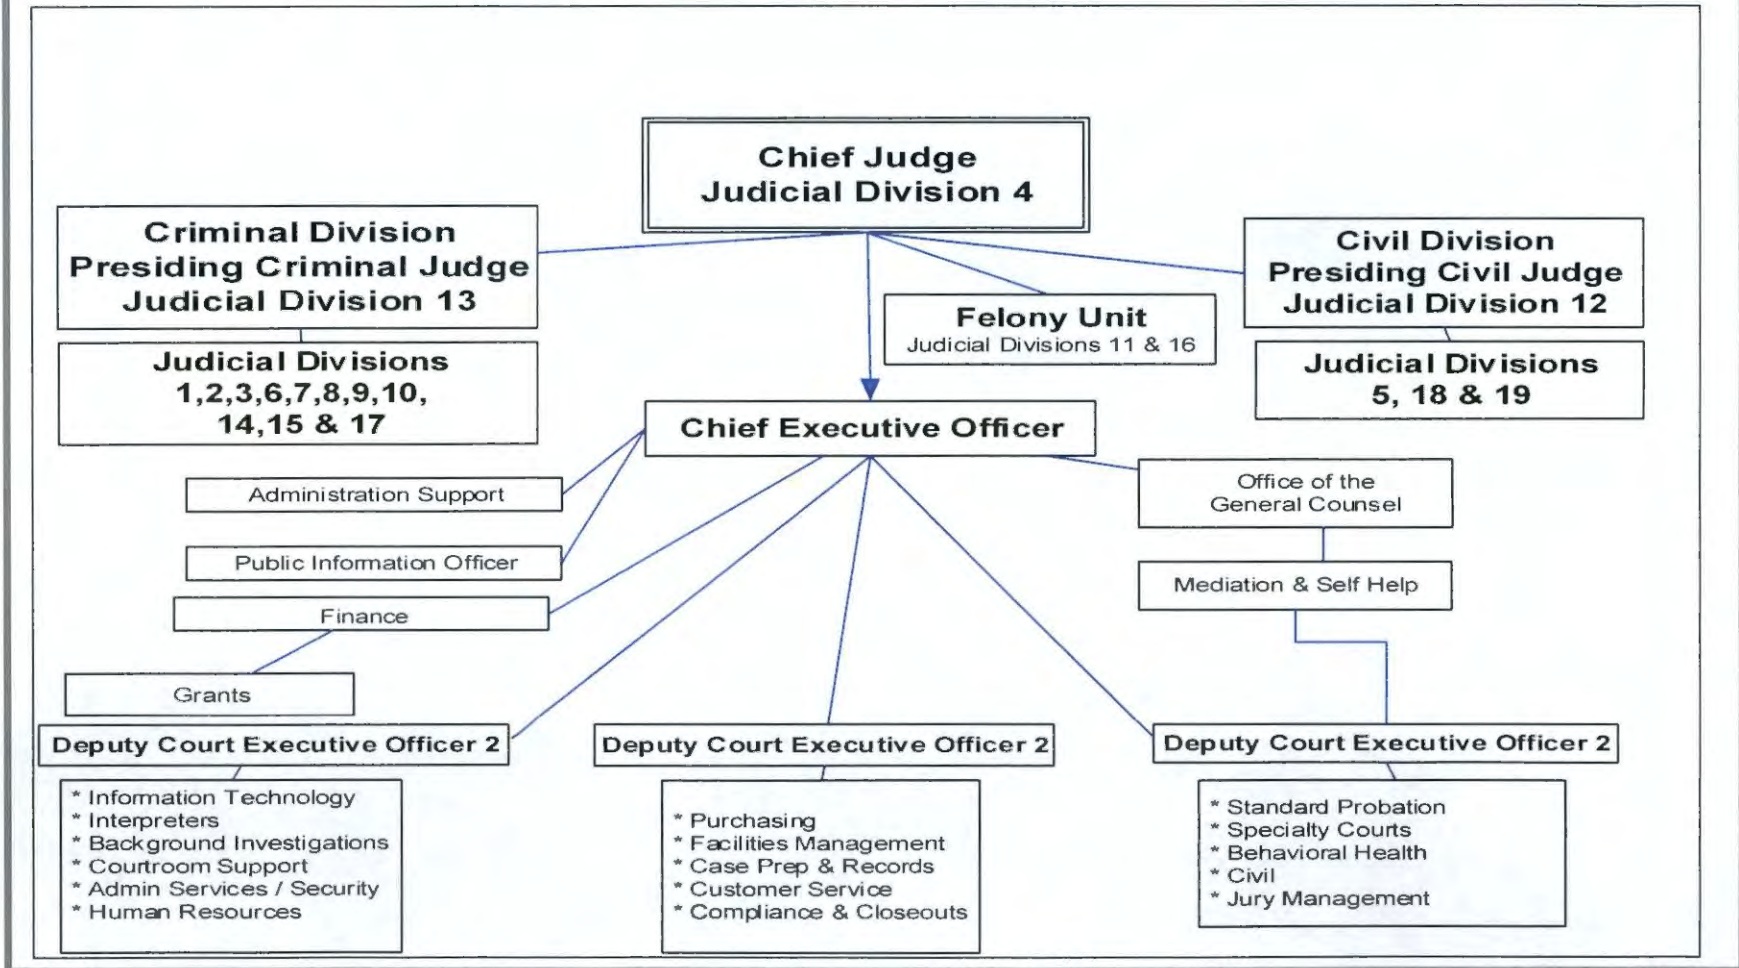 Chief Judge
Judicial Division 4
Criminal Division
Presiding Criminal Judge
Judicial Division 13
Civil Division
Presiding Civil Judge
Judicial Division 12
Felony Unit
Judicial Divisions 11 & 16
Judicial Divisions
1,2,3,6,7,8,9,10,
14,15 & 17
Judicial Divisions
5, 18 & 19
Chief Executive Officer
Administration Support
Office of the
General Counsel
Public Information Officer
Mediation & Self Help
Finance
Grants
Deputy Court Executive Officer 2
Deputy Court Executive Officer 2
Deputy Court Executive Officer 2
* Information Technology
* Interpreters
* Background Investigations
* Courtroom Support
* Admin Services / Security
* Human Resources
* Purchasing
* Facilities Management
* Case Prep & Records
* Customer Service
* Compliance & Closeouts
* Standard Probation
* Specialty Courts
* Behavioral Health
* Civil
* Jury Management